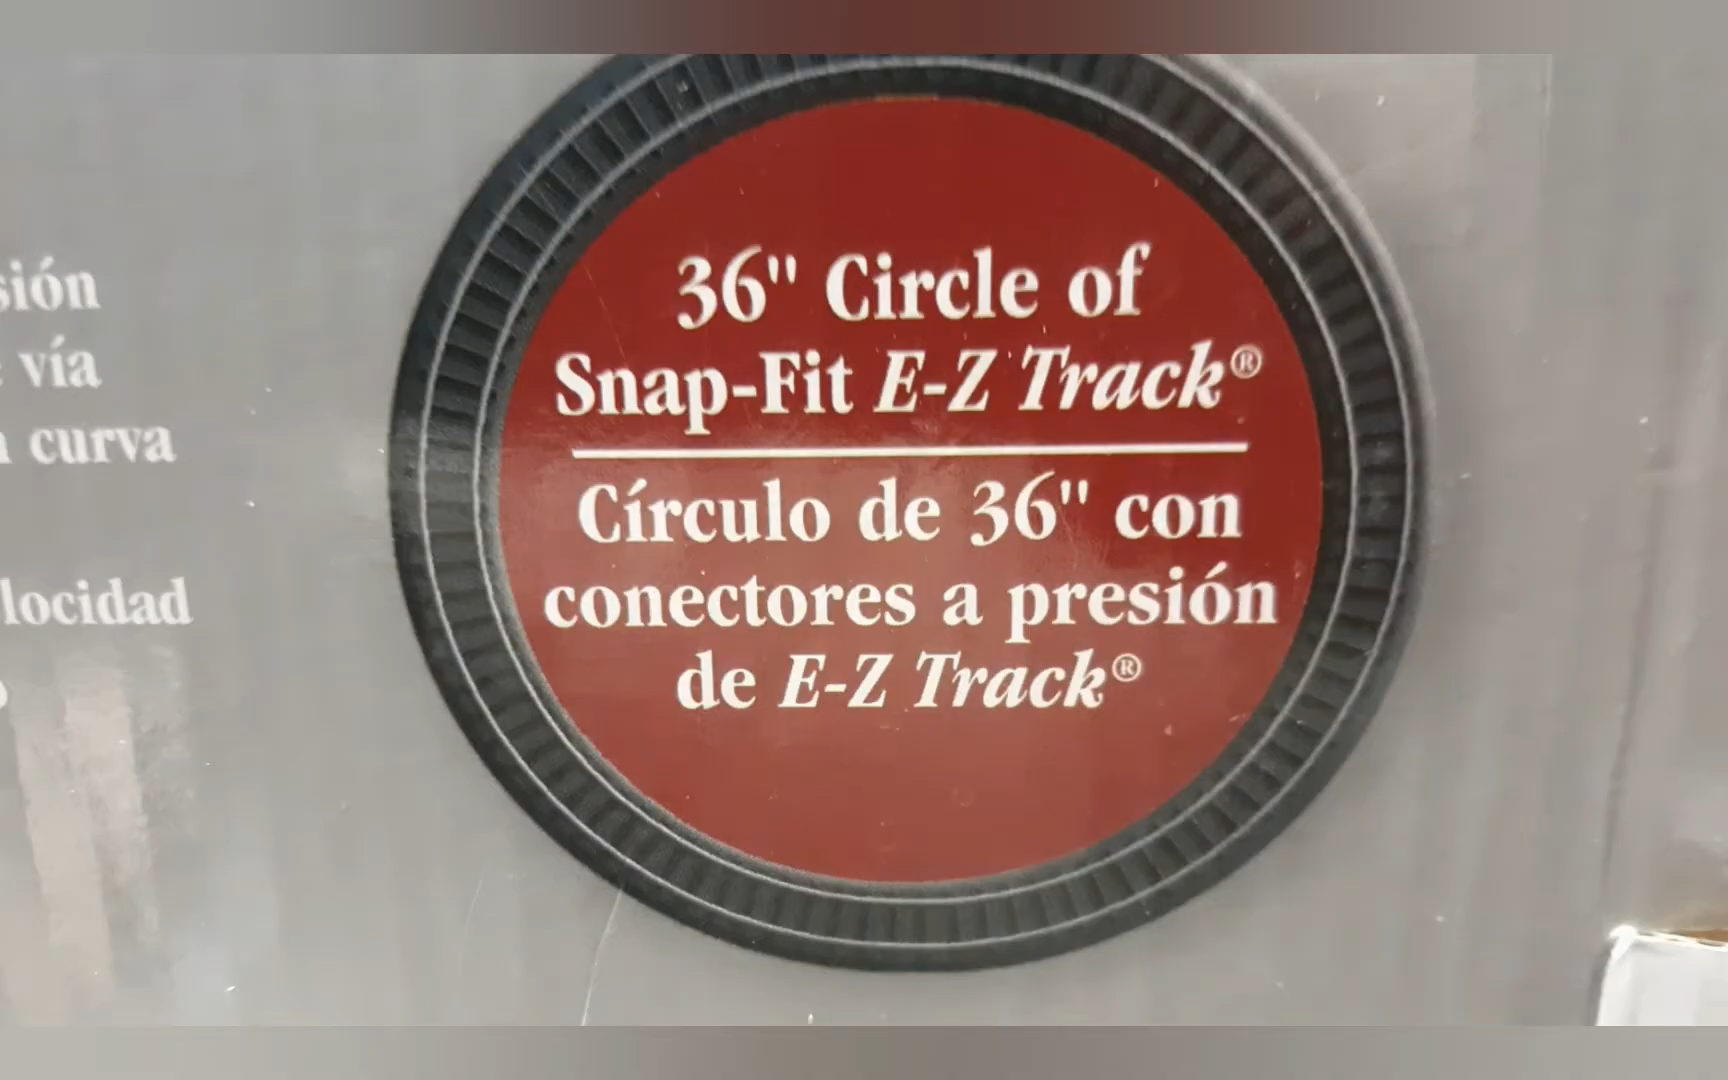 sión
vía
curva
locidad
36" Circle of
Snap-Fit E-Z Track®
Círculo de 36" con
conectores a presión
de E-Z Track®